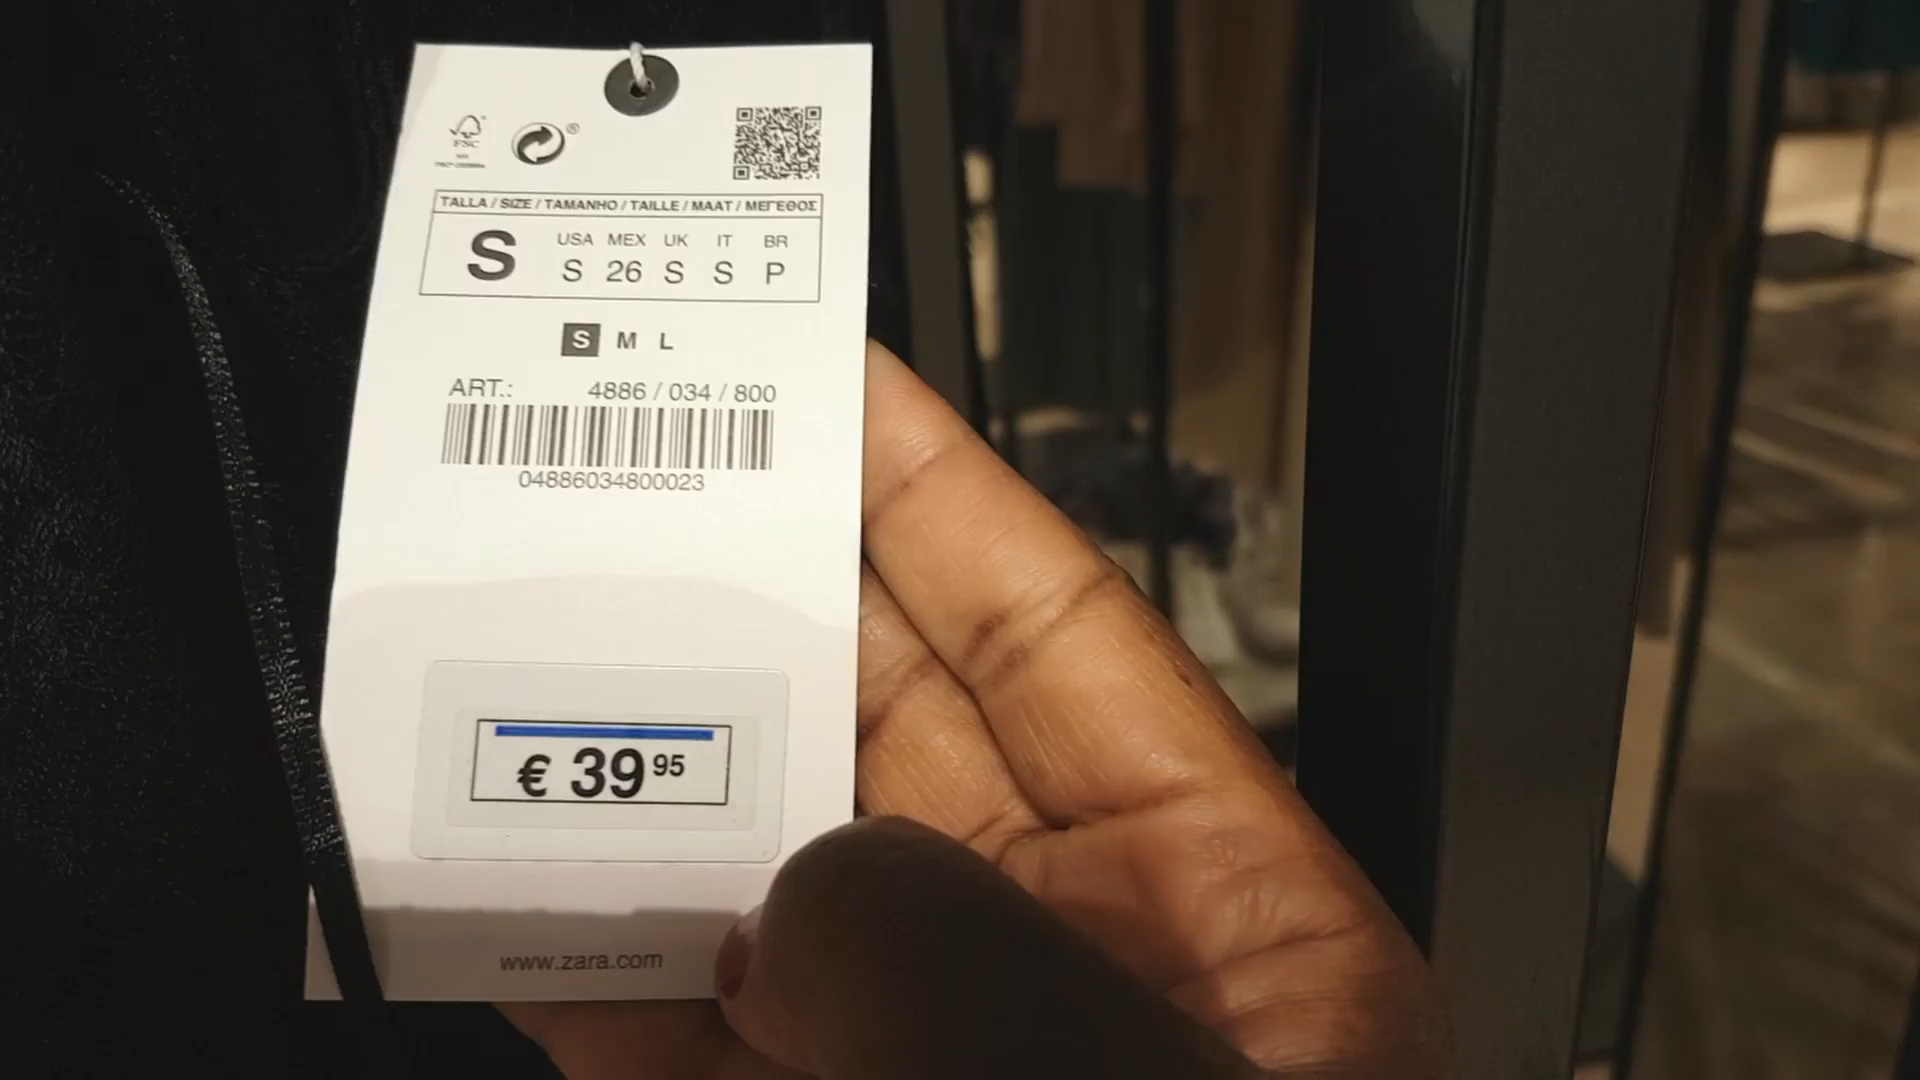 FSC
®
TALLA / SIZE / TAMANHO / TAILLE / MAAT / ΜΕΓΕΘΟΣ
S
USA MEX UK IT BR
S 26 S S P
S M L
ART.: 4886 / 034 / 800
04886034800023
€ 39 95
www.zara.com